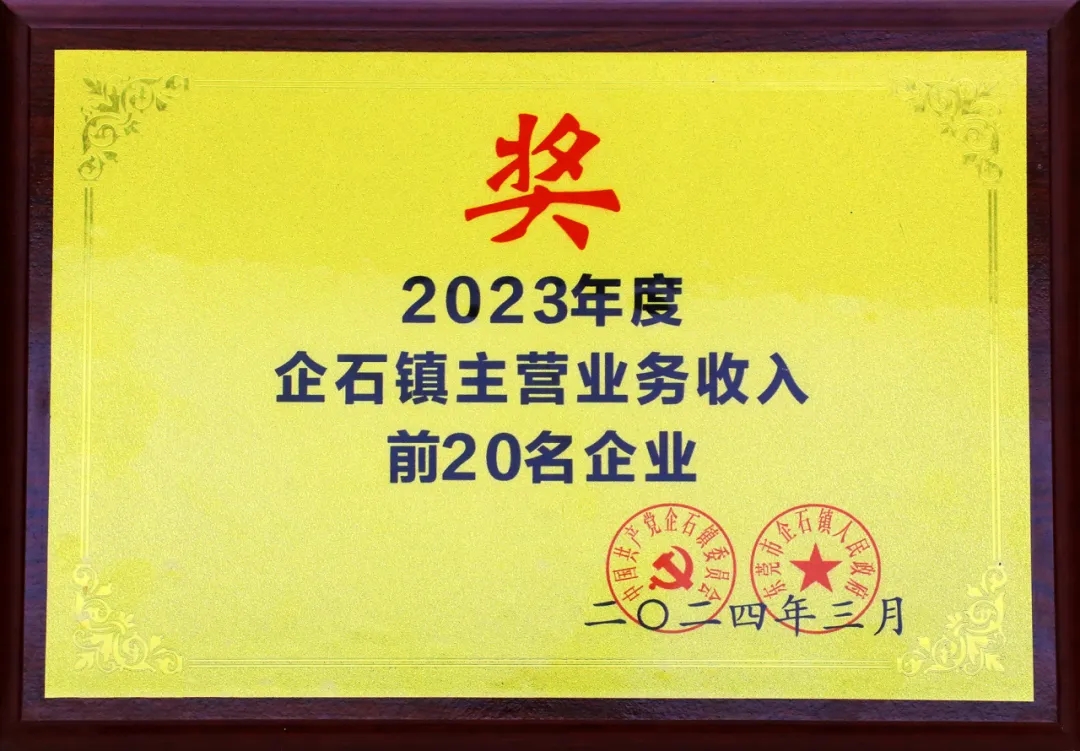 奖
2023年度
企石镇主营业务收入
前20名企业
中国共产党企石镇委员会
东莞市企石镇人民政府
二〇二四年三月